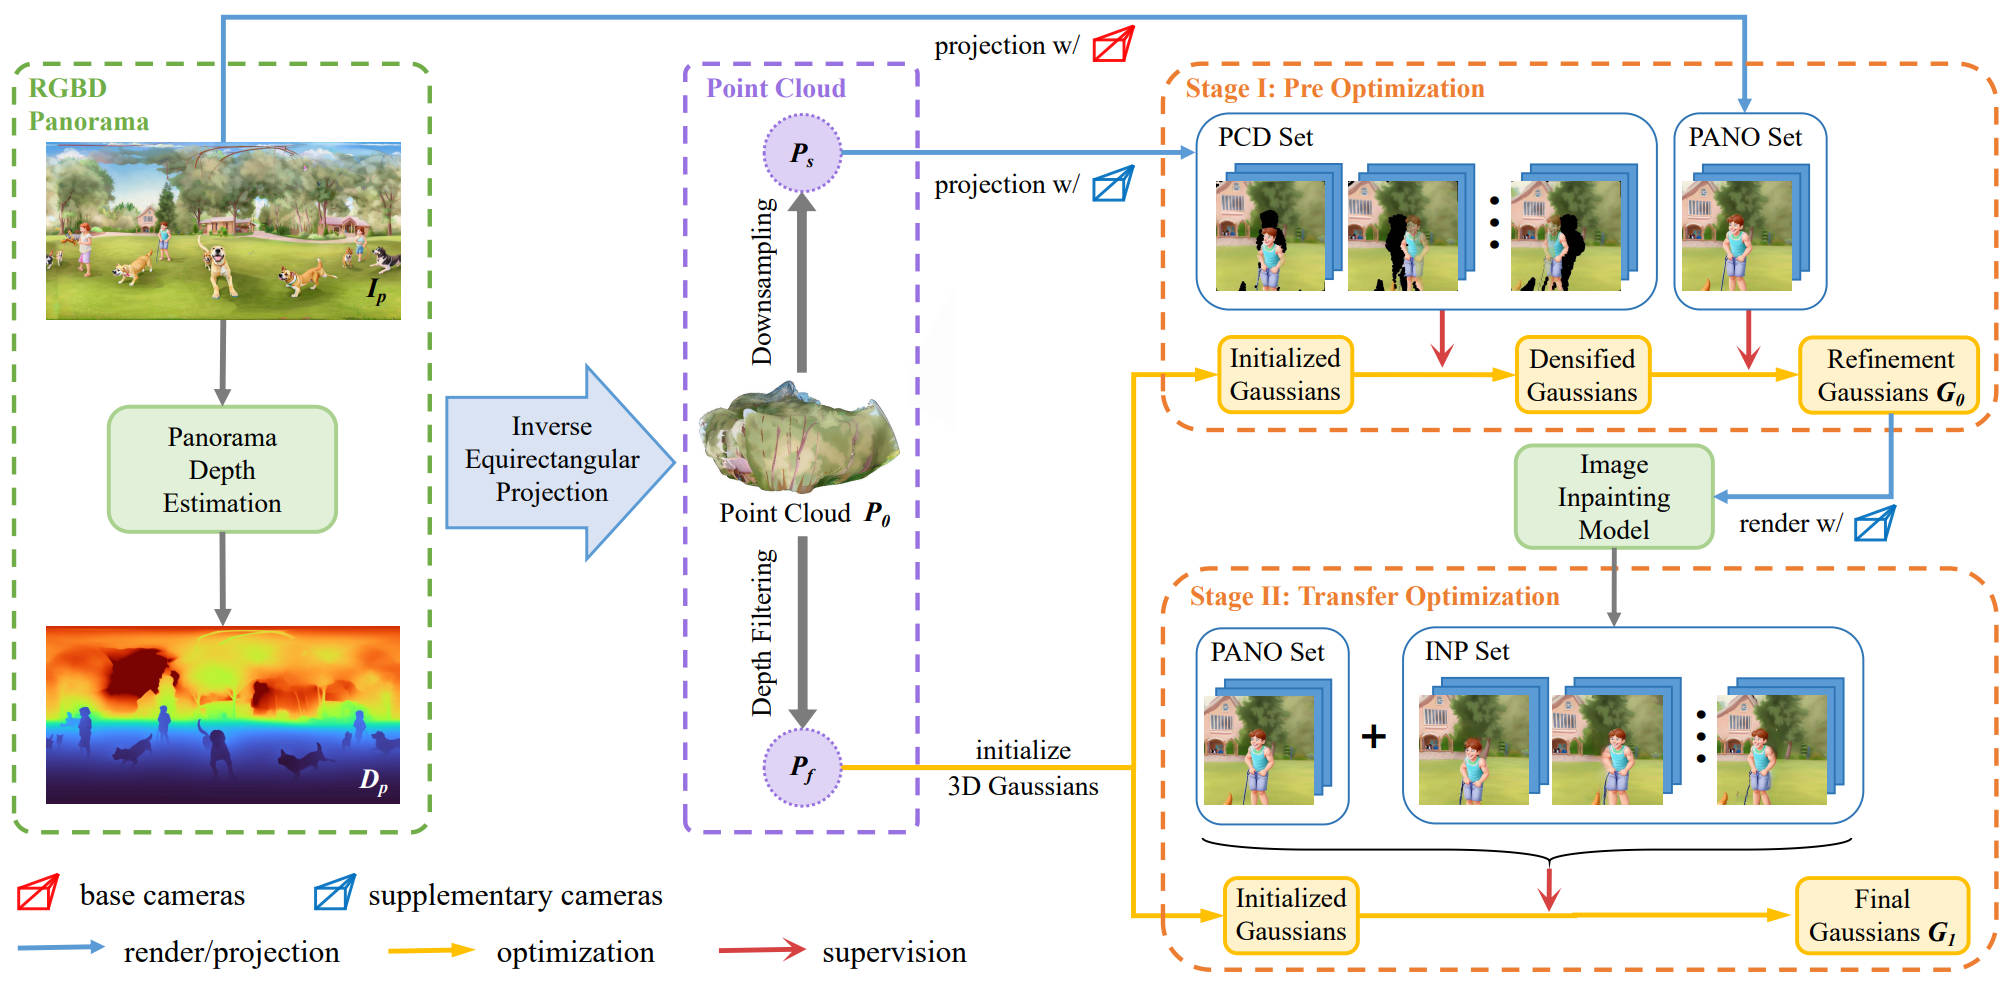 projection w/
RGBD
Panorama
I_p
Panorama
Depth
Estimation
D_p
Inverse
Equirectangular
Projection
Point Cloud
P_s
Downsampling
Point Cloud P_0
Depth Filtering
P_f
projection w/
initialize
3D Gaussians
Stage I: Pre Optimization
PCD Set
PANO Set
Initialized
Gaussians
Densified
Gaussians
Refinement
Gaussians G_0
Image
Inpainting
Model
render w/
Stage II: Transfer Optimization
PANO Set
+
INP Set
Initialized
Gaussians
Final
Gaussians G_1
base cameras
supplementary cameras
render/projection
optimization
supervision